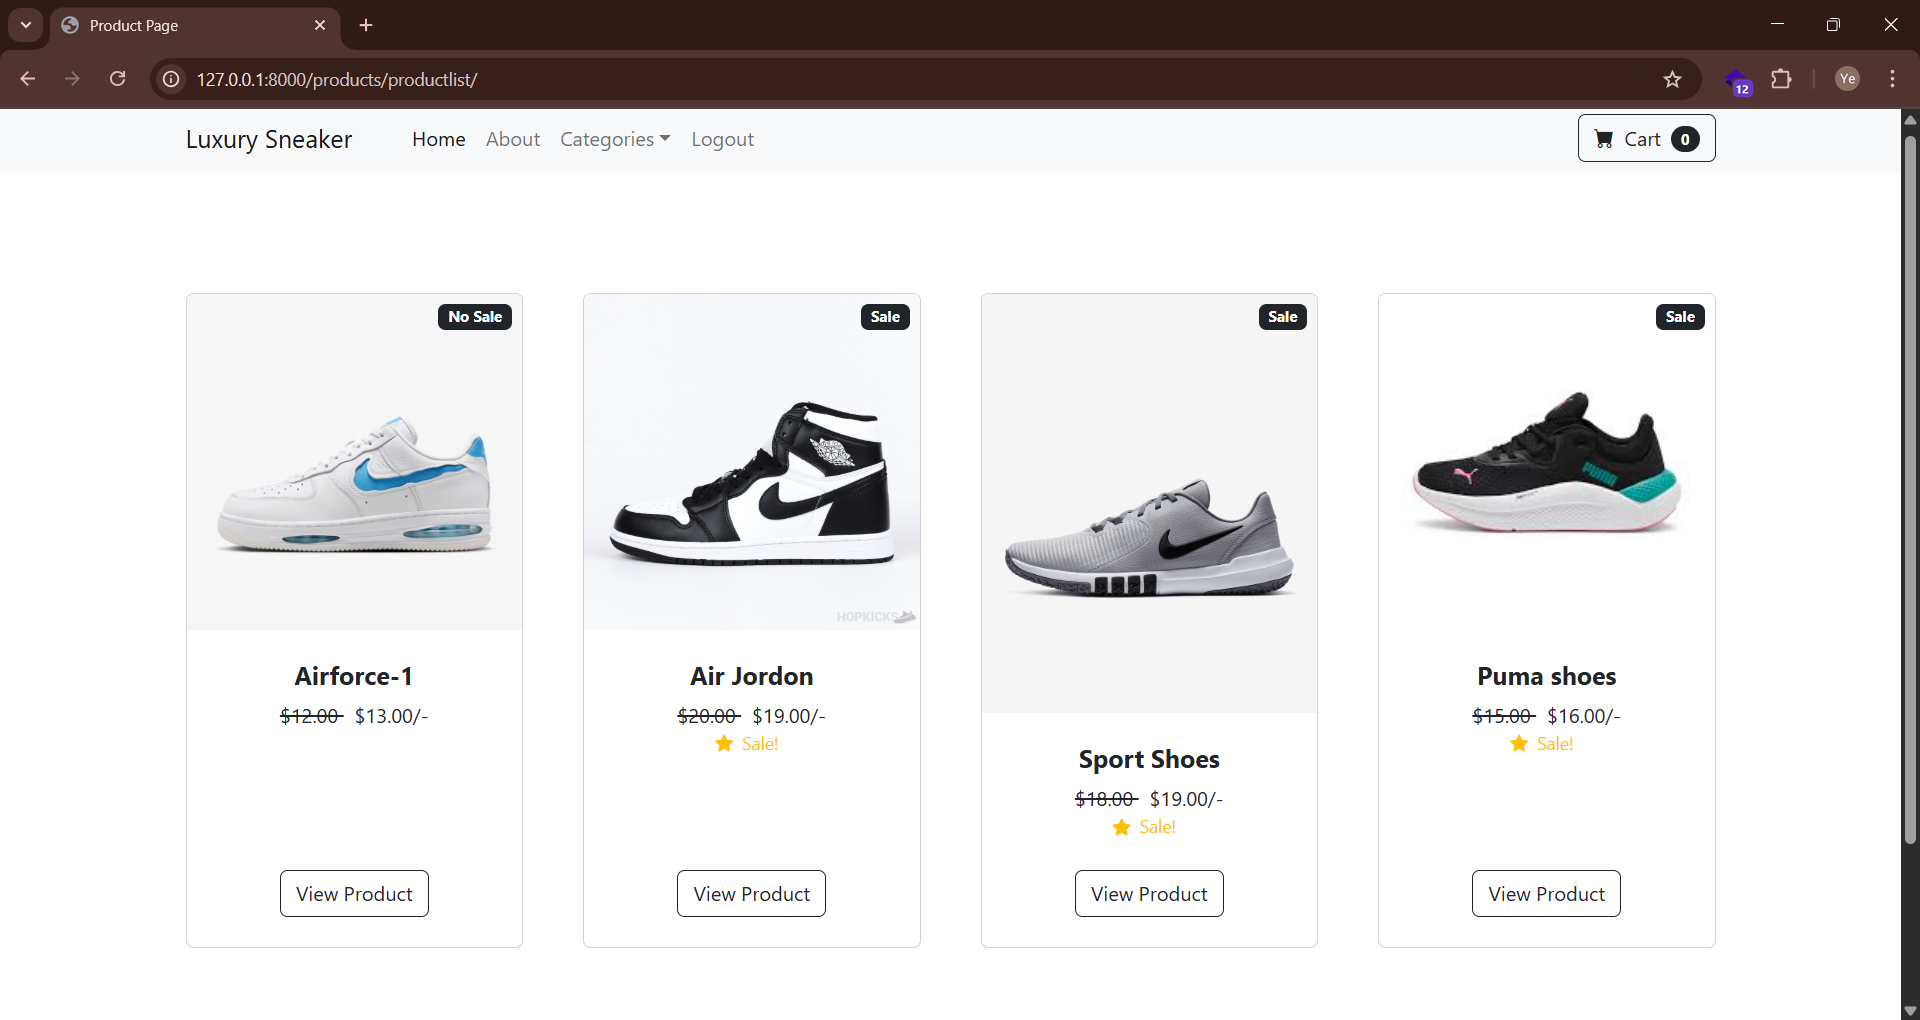 Product Page
127.0.0.1:8000/products/productlist/
12
Ye
Luxury Sneaker
Home
About
Categories
Logout
Cart 0
No Sale
Airforce-1
$12.00 $13.00/-
View Product
Sale
HOPKICKS
Air Jordon
$20.00 $19.00/-
Sale!
View Product
Sale
Sport Shoes
$18.00 $19.00/-
Sale!
View Product
Sale
PUMA
Puma shoes
$15.00 $16.00/-
Sale!
View Product